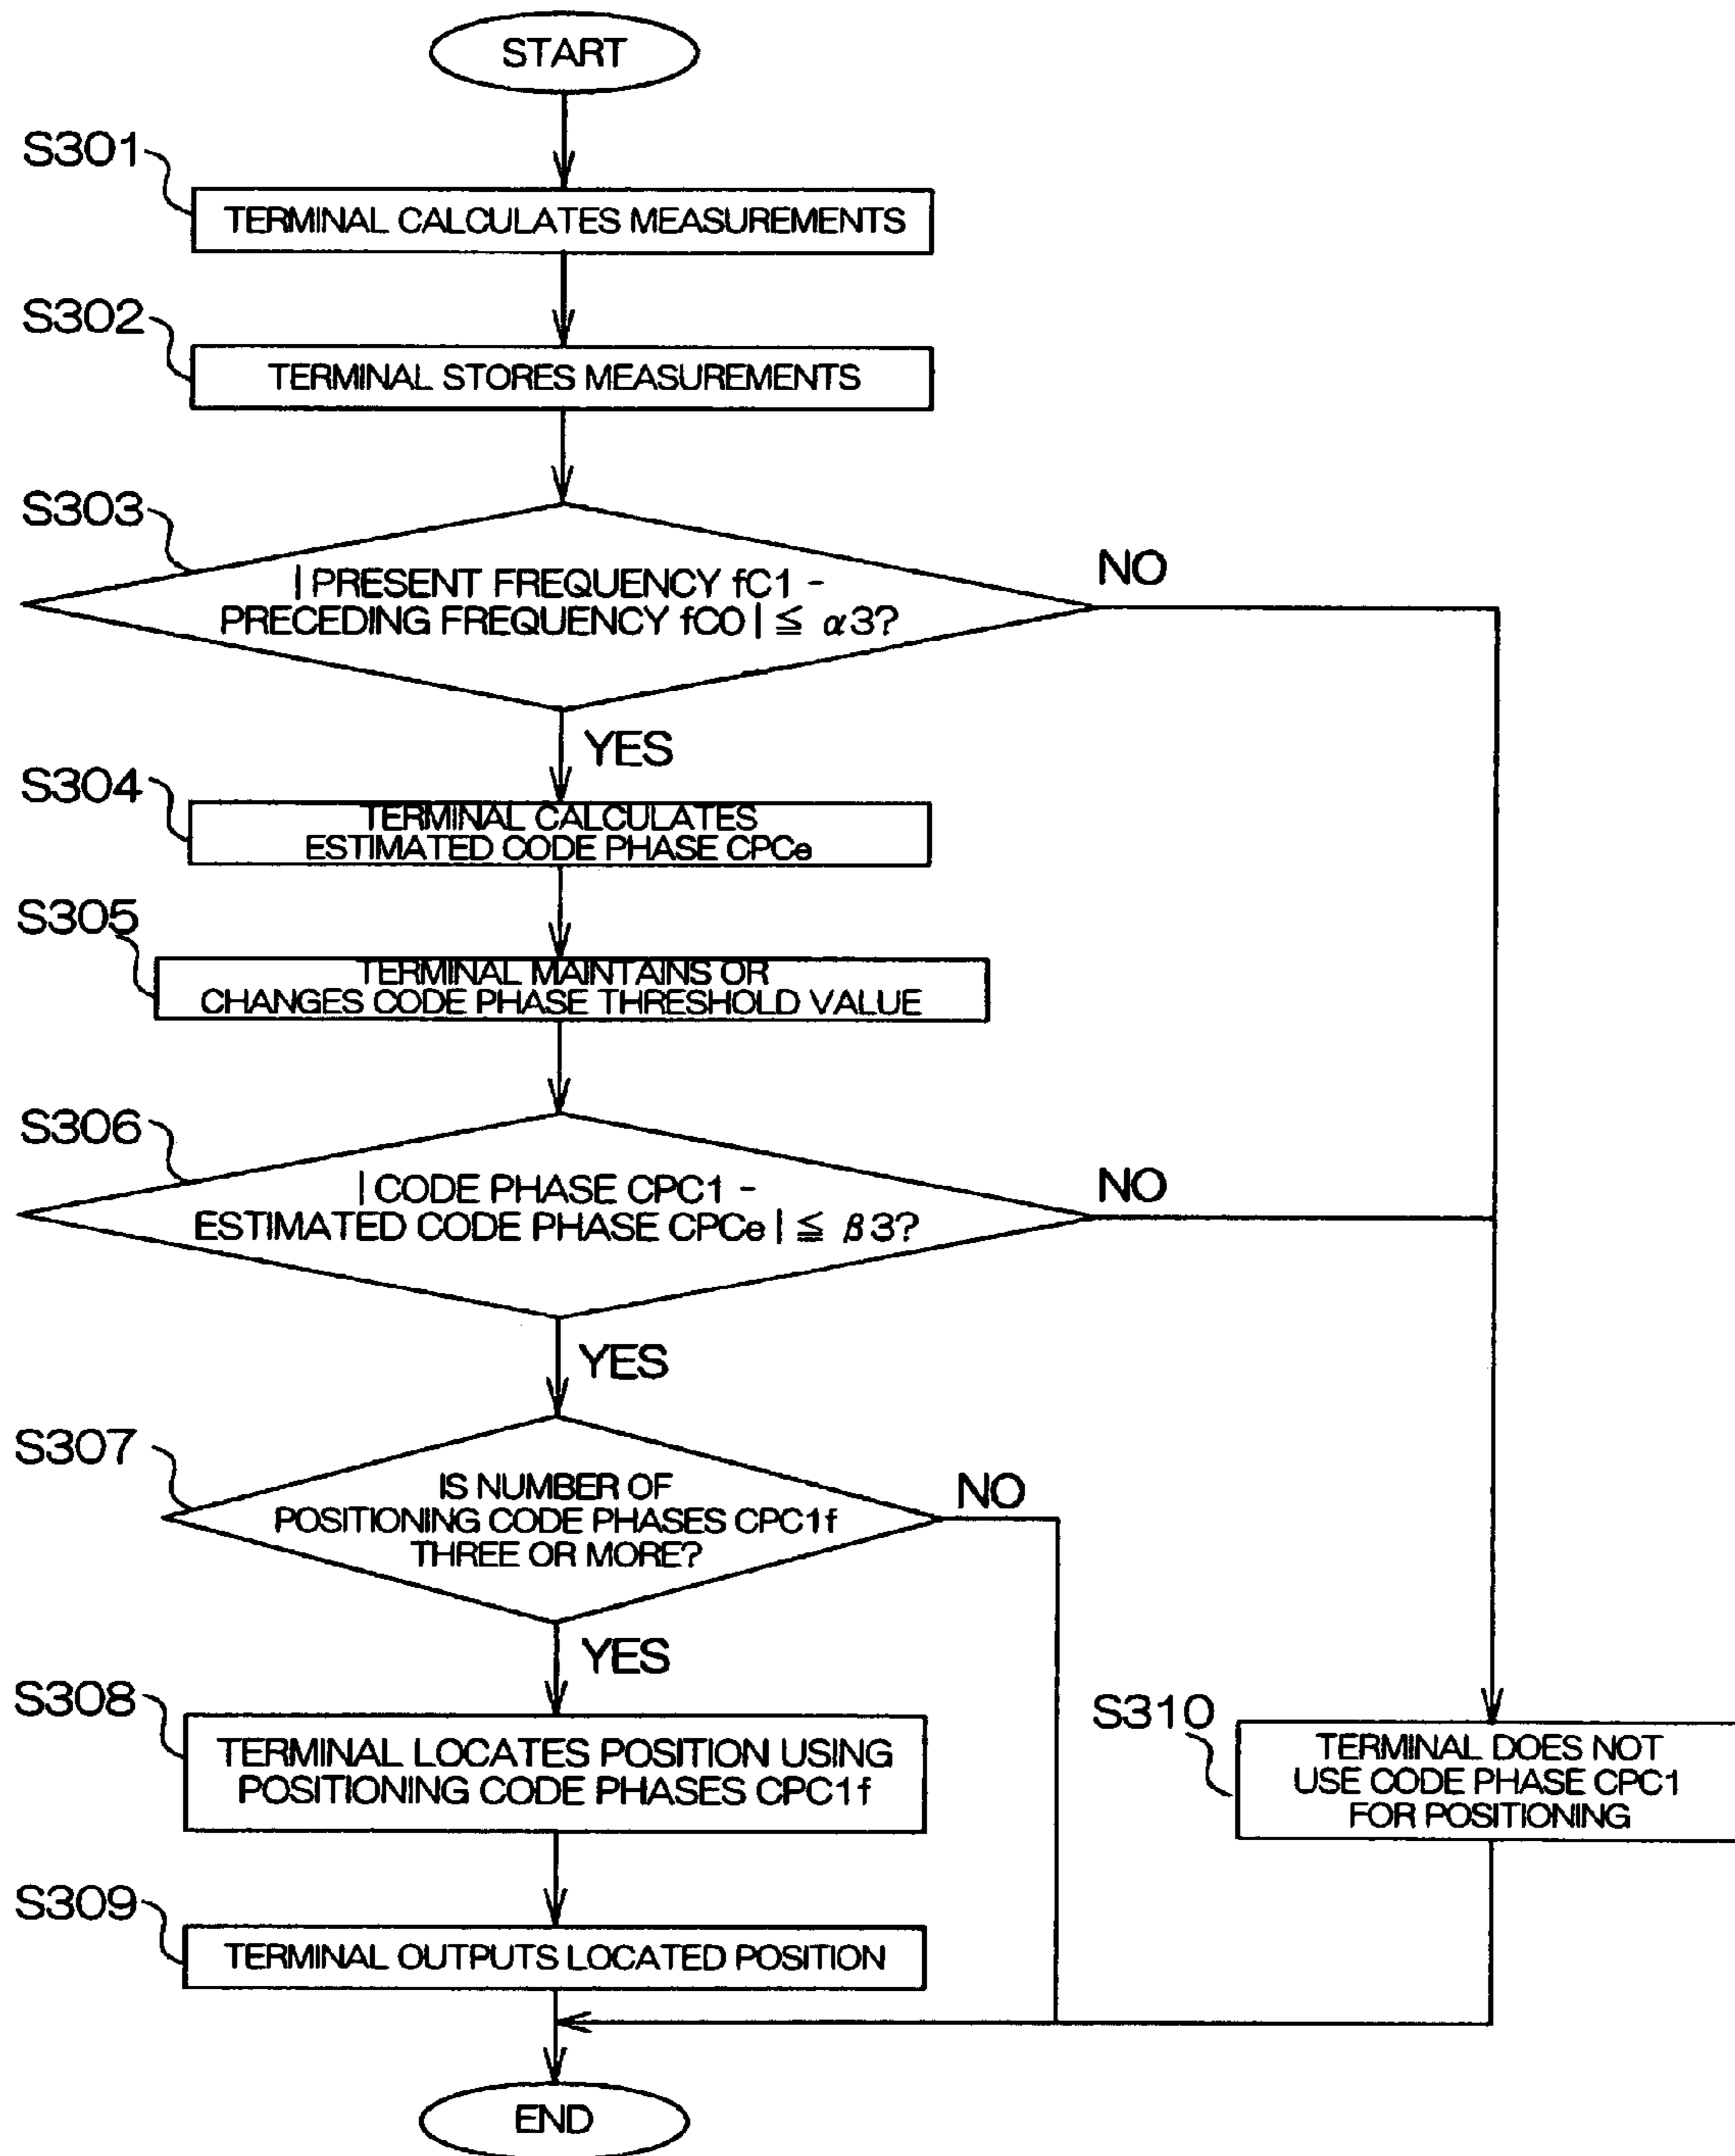 START
S301
TERMINAL CALCULATES MEASUREMENTS
S302
TERMINAL STORES MEASUREMENTS
S303
| PRESENT FREQUENCY fC1 -
PRECEDING FREQUENCY fC0 | ≦ α3?
NO
YES
S304
TERMINAL CALCULATES
ESTIMATED CODE PHASE CPCe
S305
TERMINAL MAINTAINS OR
CHANGES CODE PHASE THRESHOLD VALUE
S306
| CODE PHASE CPC1 -
ESTIMATED CODE PHASE CPCe | ≦ β3?
NO
YES
S307
IS NUMBER OF
POSITIONING CODE PHASES CPC1f
THREE OR MORE?
NO
YES
S308
TERMINAL LOCATES POSITION USING
POSITIONING CODE PHASES CPC1f
S310
TERMINAL DOES NOT
USE CODE PHASE CPC1
FOR POSITIONING
S309
TERMINAL OUTPUTS LOCATED POSITION
END